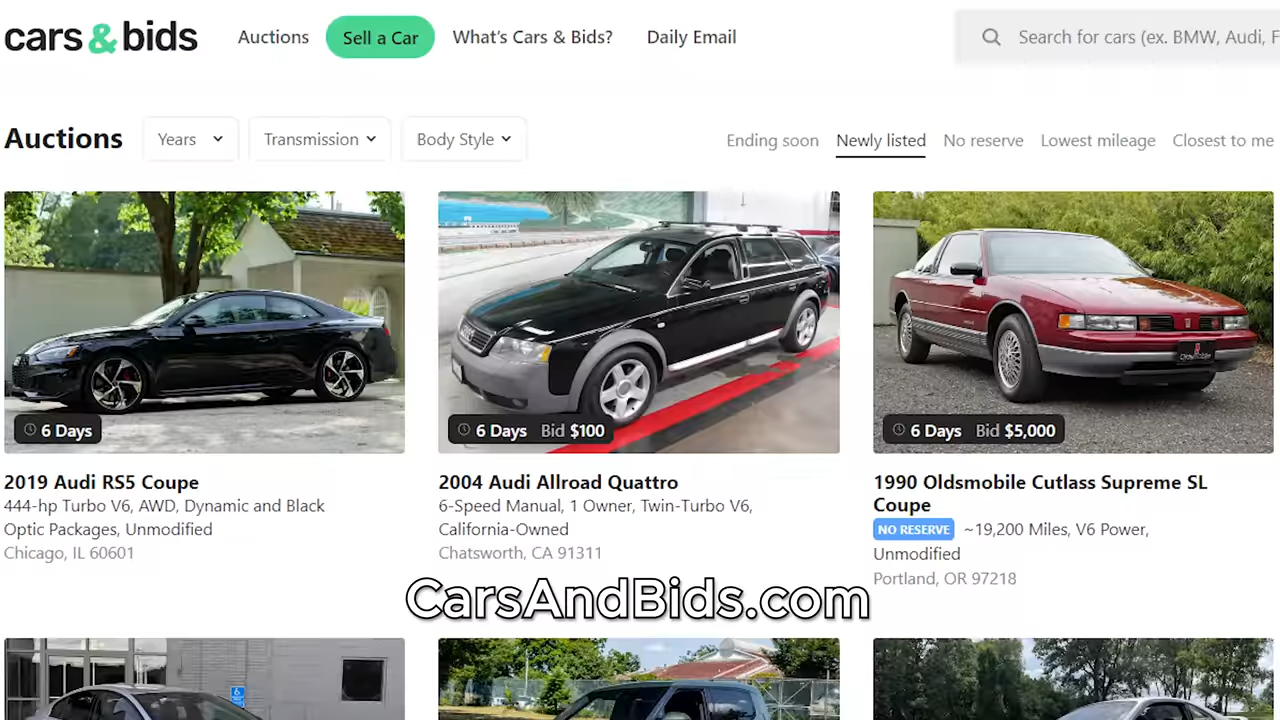 cars & bids
Auctions
Sell a Car
What's Cars & Bids?
Daily Email
Search for cars (ex. BMW, Audi, F
Auctions
Years
Transmission
Body Style
Ending soon
Newly listed
No reserve
Lowest mileage
Closest to me
6 Days
6 Days Bid $100
6 Days Bid $5,000
2019 Audi RS5 Coupe
444-hp Turbo V6, AWD, Dynamic and Black
Optic Packages, Unmodified
Chicago, IL 60601
2004 Audi Allroad Quattro
6-Speed Manual, 1 Owner, Twin-Turbo V6,
California-Owned
Chatsworth, CA 91311
1990 Oldsmobile Cutlass Supreme SL
Coupe
NO RESERVE ~19,200 Miles, V6 Power,
Unmodified
Portland, OR 97218
CarsAndBids.com